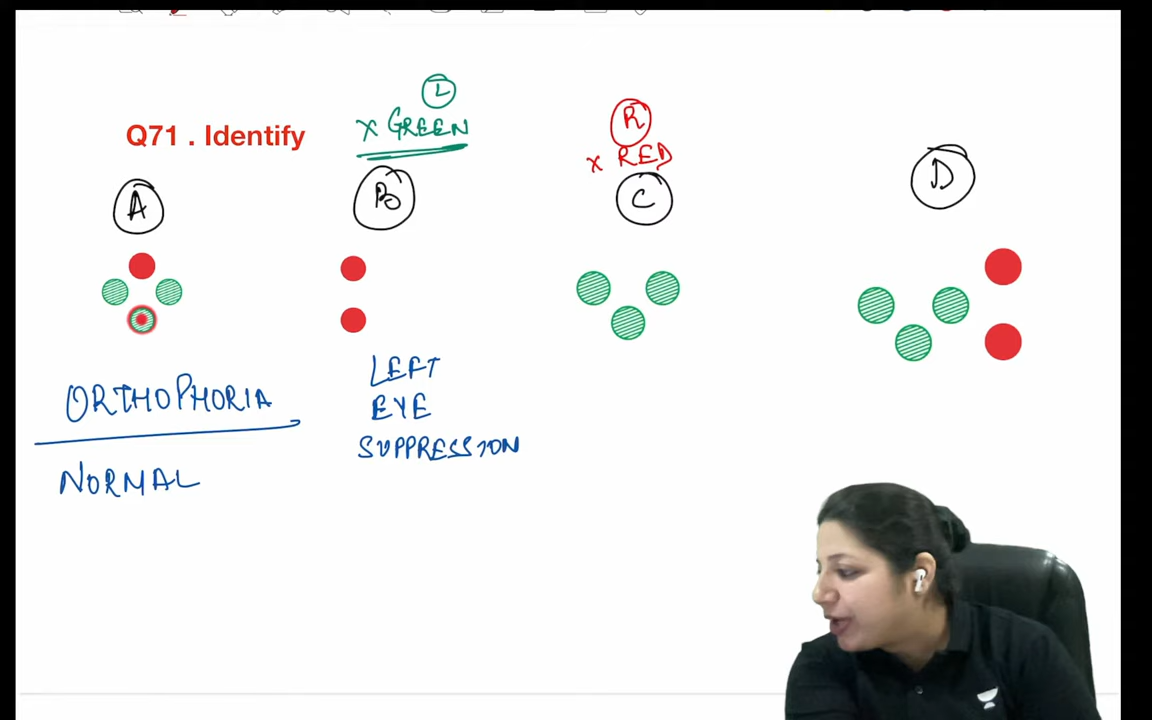 L
R
Q71 . Identify
x GREEN
x RED
A
B
C
D
ORTHOPHORIA
NORMAL
LEFT
EYE
SUPPRESSION